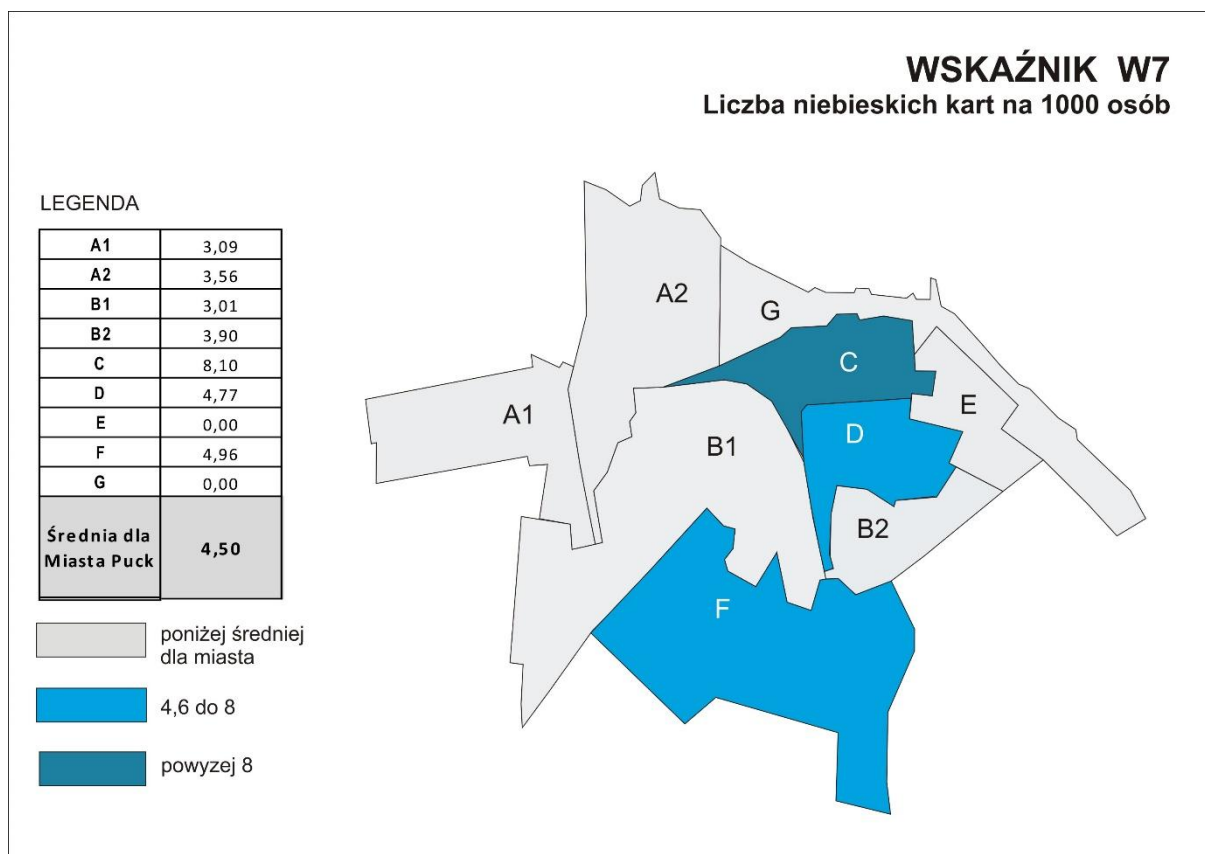 WSKAŹNIK W7
Liczba niebieskich kart na 1000 osób
LEGENDA
A1 3,09
A2 3,56
B1 3,01
B2 3,90
C 8,10
D 4,77
E 0,00
F 4,96
G 0,00
Średnia dla
Miasta Puck 4,50
poniżej średniej
dla miasta
4,6 do 8
powyzej 8
A2
G
C
A1
E
D
B1
B2
F